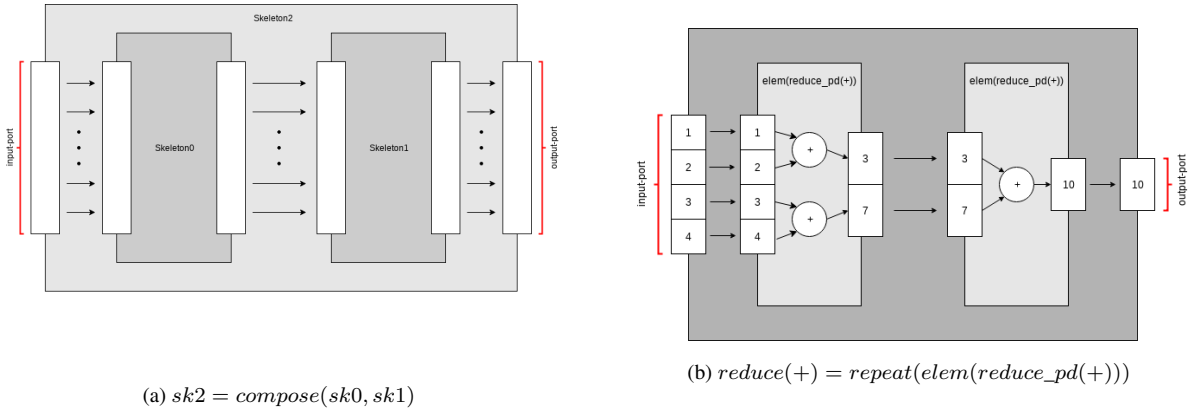 Skeleton2
input-port
Skeleton0
Skeleton1
output-port
(a) sk2 = compose(sk0, sk1)
elem(reduce_pd(+))
elem(reduce_pd(+))
input-port
1
1
+
2
2
3
3
3
3
+
7
7
4
4
+
10
10
output-port
(b) reduce(+) = repeat(elem(reduce_pd(+)))